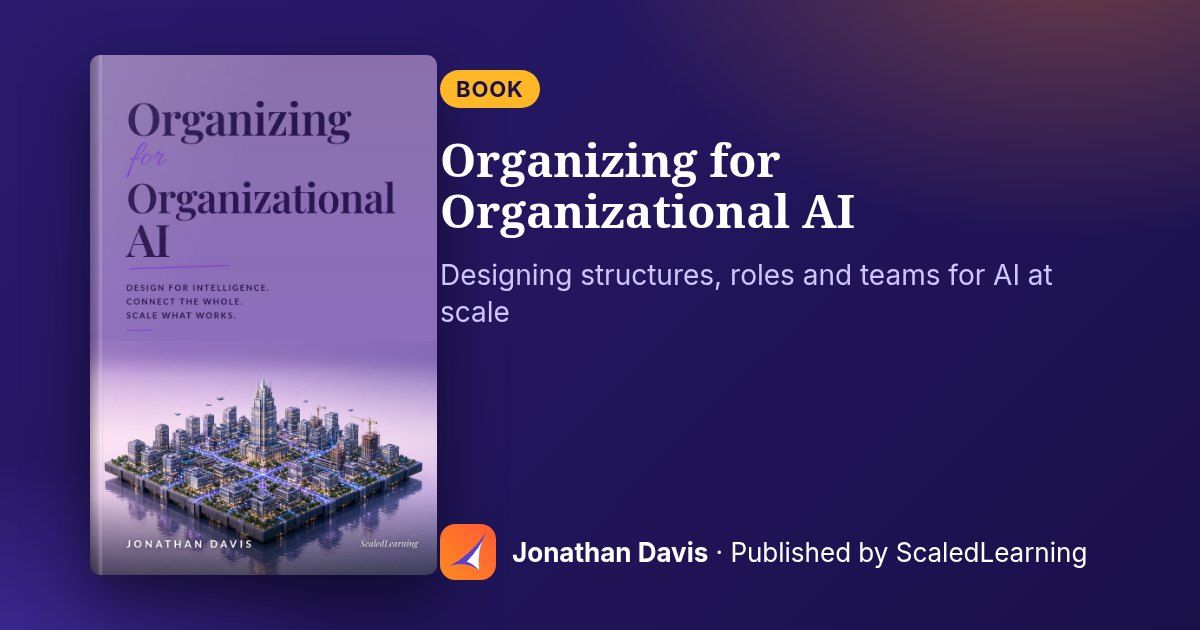 Organizing
for
Organizational
AI
DESIGN FOR INTELLIGENCE.
CONNECT THE WHOLE.
SCALE WHAT WORKS.
JONATHAN DAVIS
ScaledLearning
BOOK
Organizing for
Organizational AI
Designing structures, roles and teams for AI at
scale
Jonathan Davis · Published by ScaledLearning